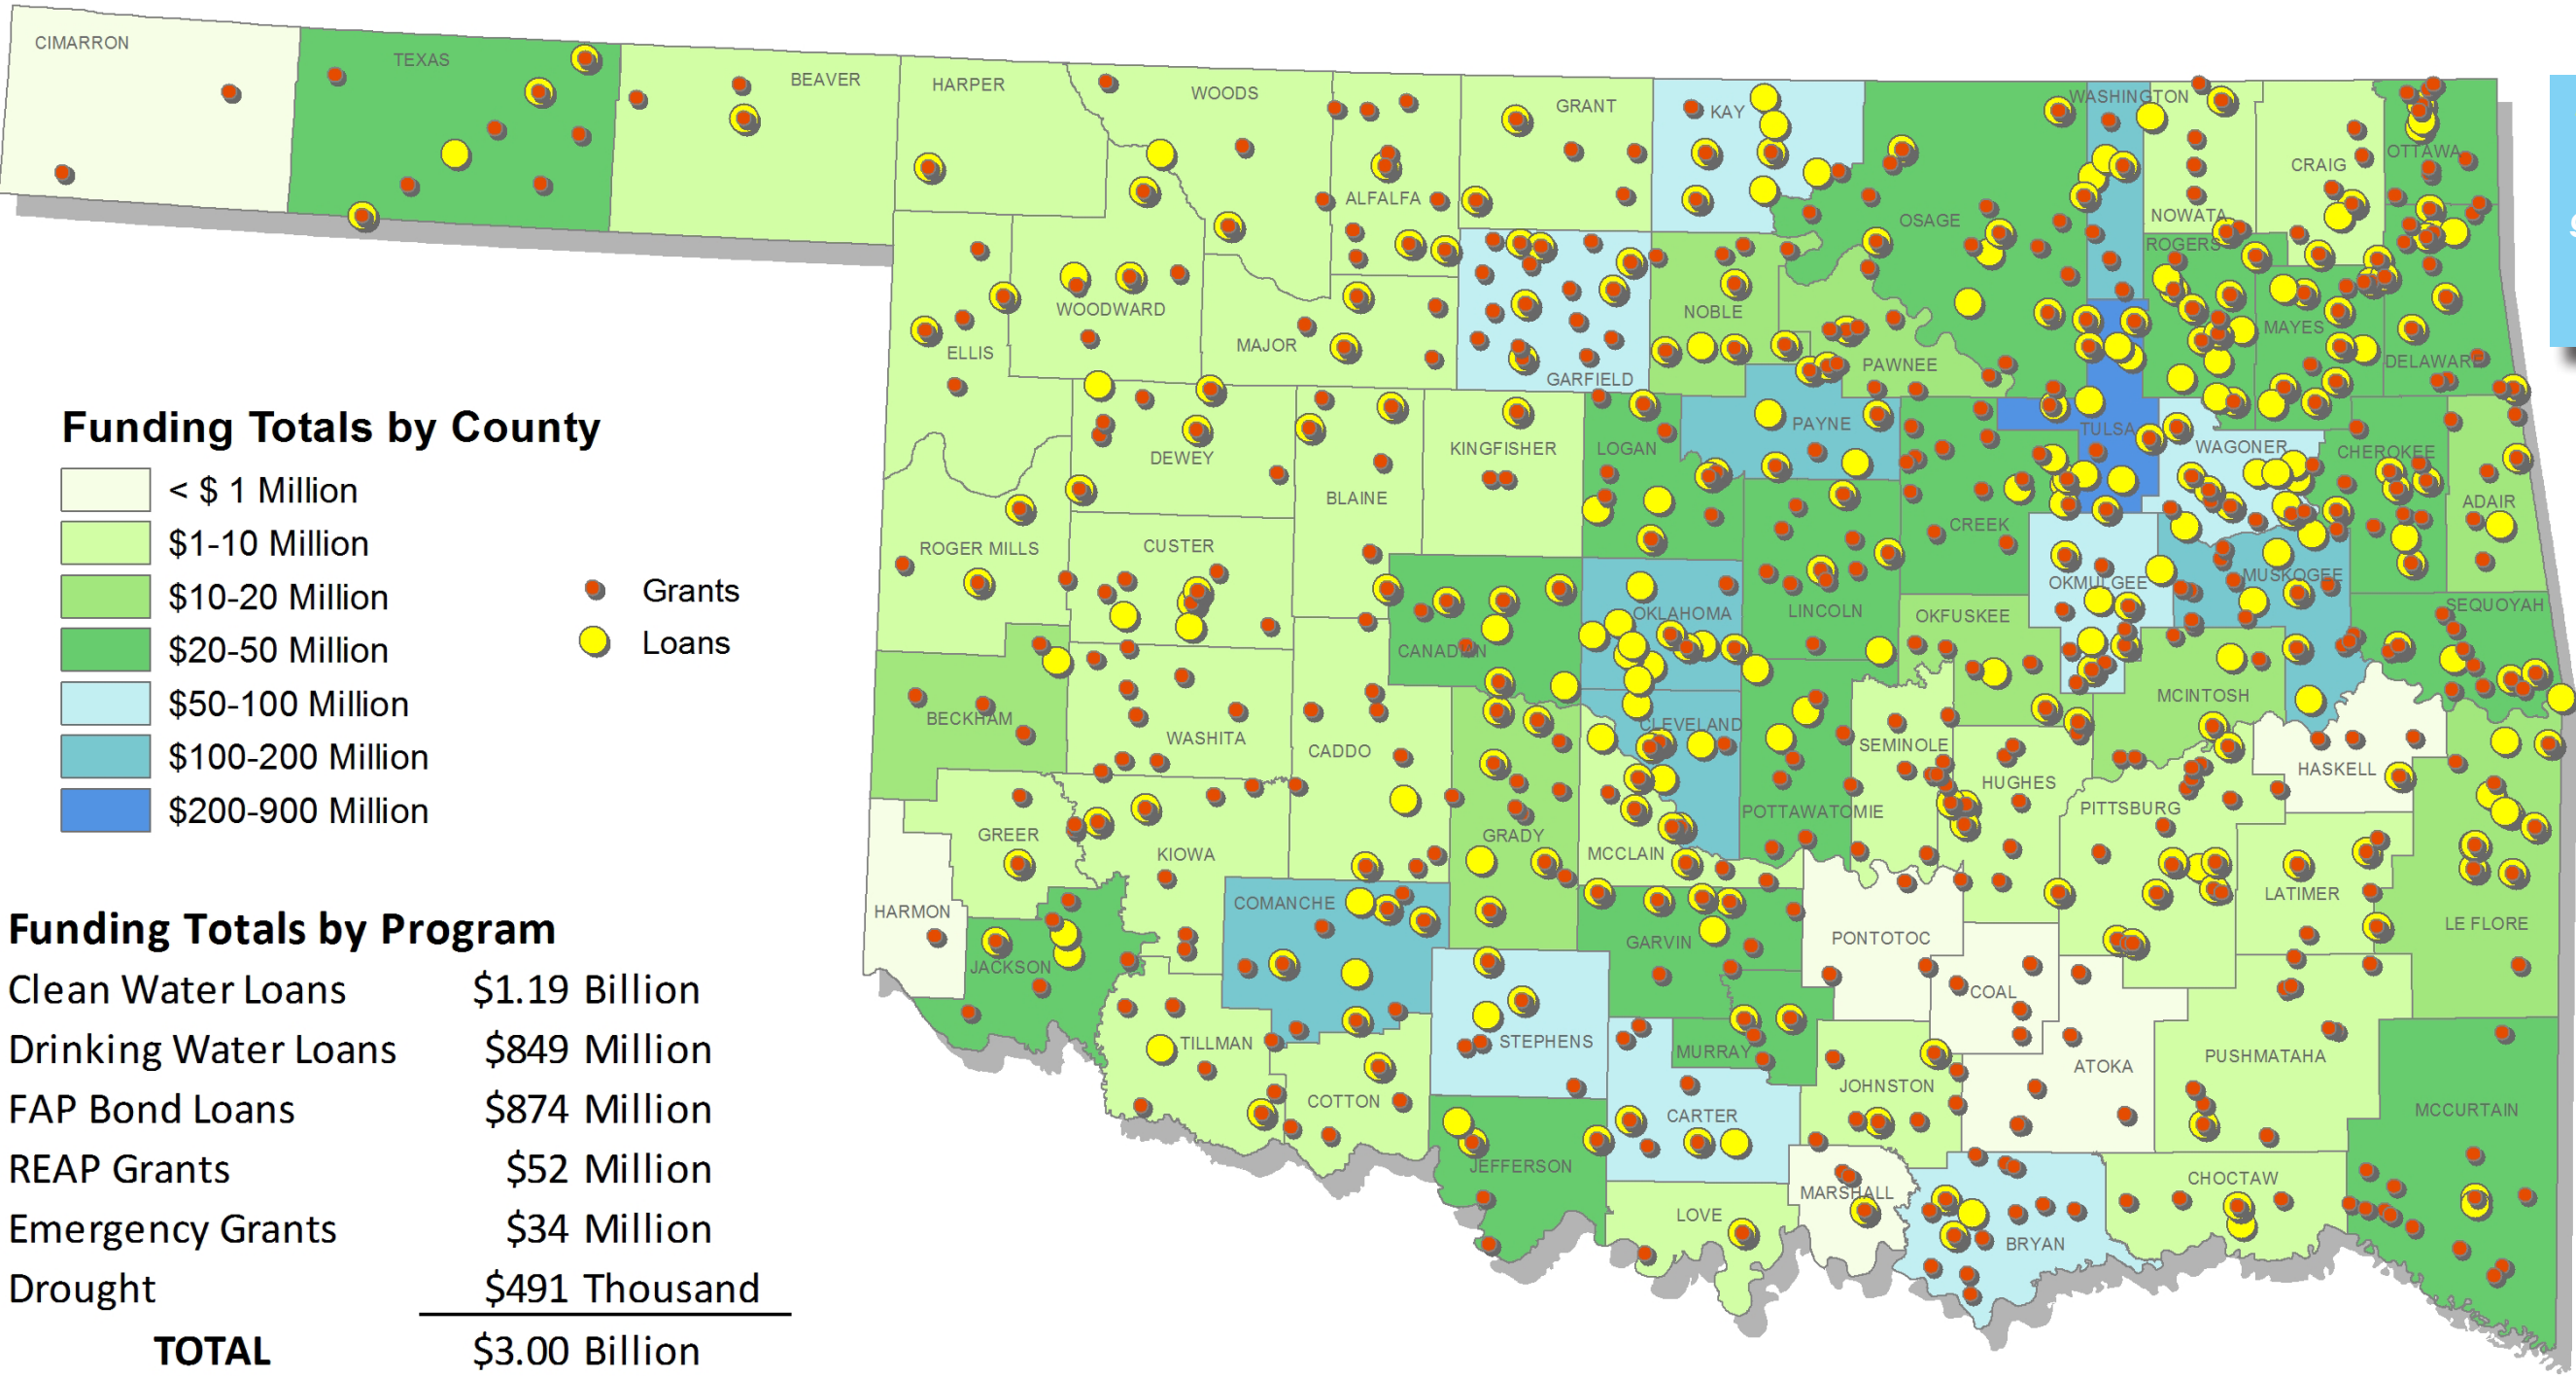 CIMARRON
TEXAS
BEAVER
HARPER
WOODS
ALFALFA
GRANT
KAY
OSAGE
WASHINGTON
NOWATA
CRAIG
OTTAWA
ROGERS
ELLIS
WOODWARD
MAJOR
GARFIELD
NOBLE
PAWNEE
MAYES
DELAWARE
DEWEY
BLAINE
KINGFISHER
LOGAN
PAYNE
TULSA
WAGONER
CHEROKEE
ADAIR
CREEK
ROGER MILLS
CUSTER
CANADIAN
OKLAHOMA
LINCOLN
OKFUSKEE
OKMULGEE
MUSKOGEE
SEQUOYAH
BECKHAM
WASHITA
CADDO
CLEVELAND
SEMINOLE
MCINTOSH
HASKELL
HUGHES
POTTAWATOMIE
PITTSBURG
GREER
KIOWA
GRADY
MCCLAIN
LATIMER
LE FLORE
HARMON
JACKSON
COMANCHE
GARVIN
PONTOTOC
COAL
TILLMAN
STEPHENS
MURRAY
ATOKA
PUSHMATAHA
COTTON
JOHNSTON
CARTER
MCCURTAIN
JEFFERSON
MARSHALL
CHOCTAW
LOVE
BRYAN
Funding Totals by County
< $ 1 Million
$1-10 Million
$10-20 Million
$20-50 Million
$50-100 Million
$100-200 Million
$200-900 Million
Grants
Loans
Funding Totals by Program
Clean Water Loans $1.19 Billion
Drinking Water Loans $849 Million
FAP Bond Loans $874 Million
REAP Grants $52 Million
Emergency Grants $34 Million
Drought $491 Thousand
TOTAL $3.00 Billion